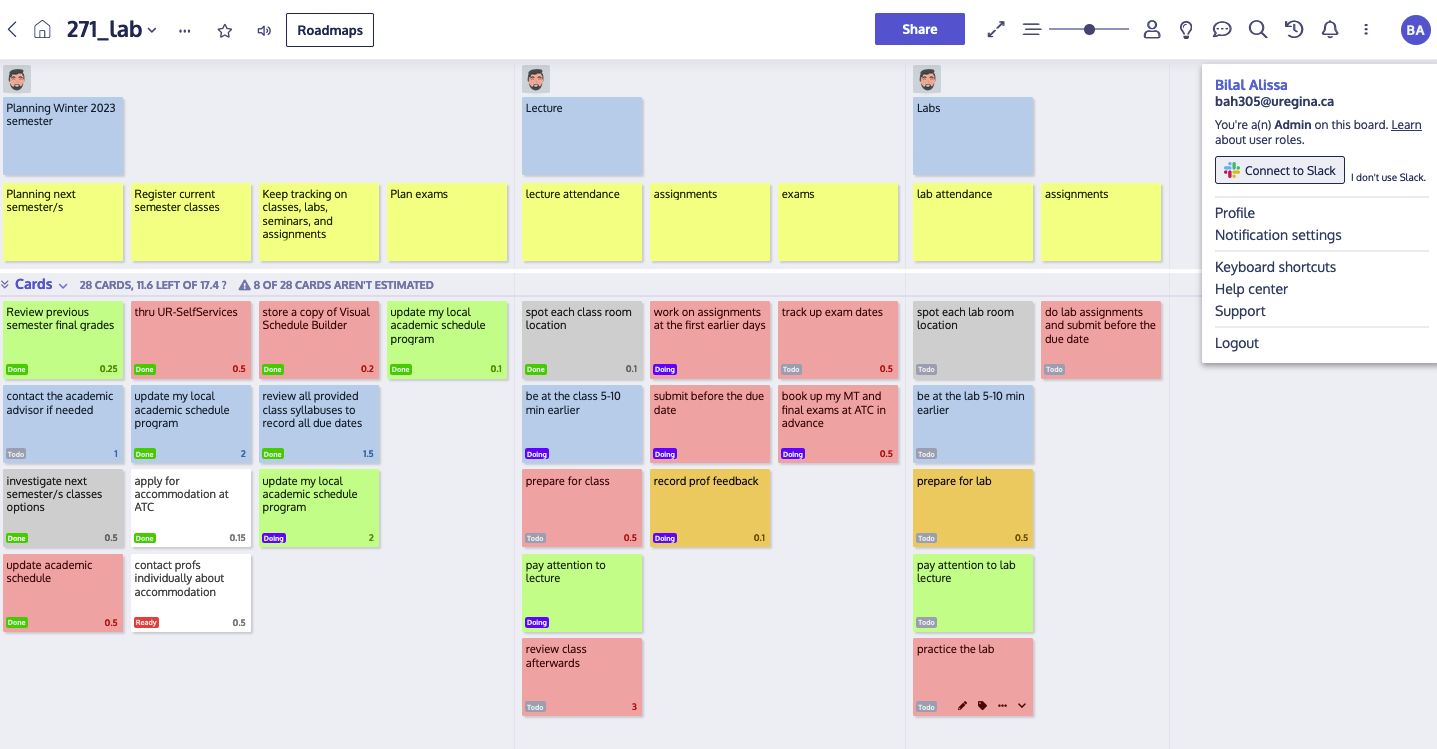 271_lab
Roadmaps
Share
BA
Bilal Alissa
bah305@uregina.ca
You're a(n) Admin on this board. Learn
about user roles.
Connect to Slack
I don't use Slack.
Profile
Notification settings
Keyboard shortcuts
Help center
Support
Logout
Planning Winter 2023
semester
Lecture
Labs
Planning next
semester/s
Register current
semester classes
Keep tracking on
classes, labs,
seminars, and
assignments
Plan exams
lecture attendance
assignments
exams
lab attendance
assignments
Cards
28 CARDS, 11.6 LEFT OF 17.4 ?
8 OF 28 CARDS AREN'T ESTIMATED
Review previous
semester final grades
Done
0.25
thru UR-SelfServices
Done
0.5
store a copy of Visual
Schedule Builder
Done
0.2
update my local
academic schedule
program
Done
0.1
spot each class room
location
Done
0.1
work on assignments
at the first earlier days
Doing
track up exam dates
Todo
0.5
spot each lab room
location
Todo
do lab assignments
and submit before the
due date
Todo
contact the academic
advisor if needed
Todo
1
update my local
academic schedule
program
Done
2
review all provided
class syllabuses to
record all due dates
Done
1.5
be at the class 5-10
min earlier
Doing
submit before the due
date
Doing
book up my MT and
final exams at ATC in
advance
Doing
0.5
be at the lab 5-10 min
earlier
Todo
investigate next
semester/s classes
options
Done
0.5
apply for
accommodation at
ATC
Done
0.15
update my local
academic schedule
program
Doing
2
prepare for class
Todo
0.5
record prof feedback
Doing
0.1
prepare for lab
Todo
0.5
update academic
schedule
Done
0.5
contact profs
individually about
accommodation
Ready
0.5
pay attention to
lecture
Doing
pay attention to lab
lecture
Todo
review class
afterwards
Todo
3
practice the lab
Todo